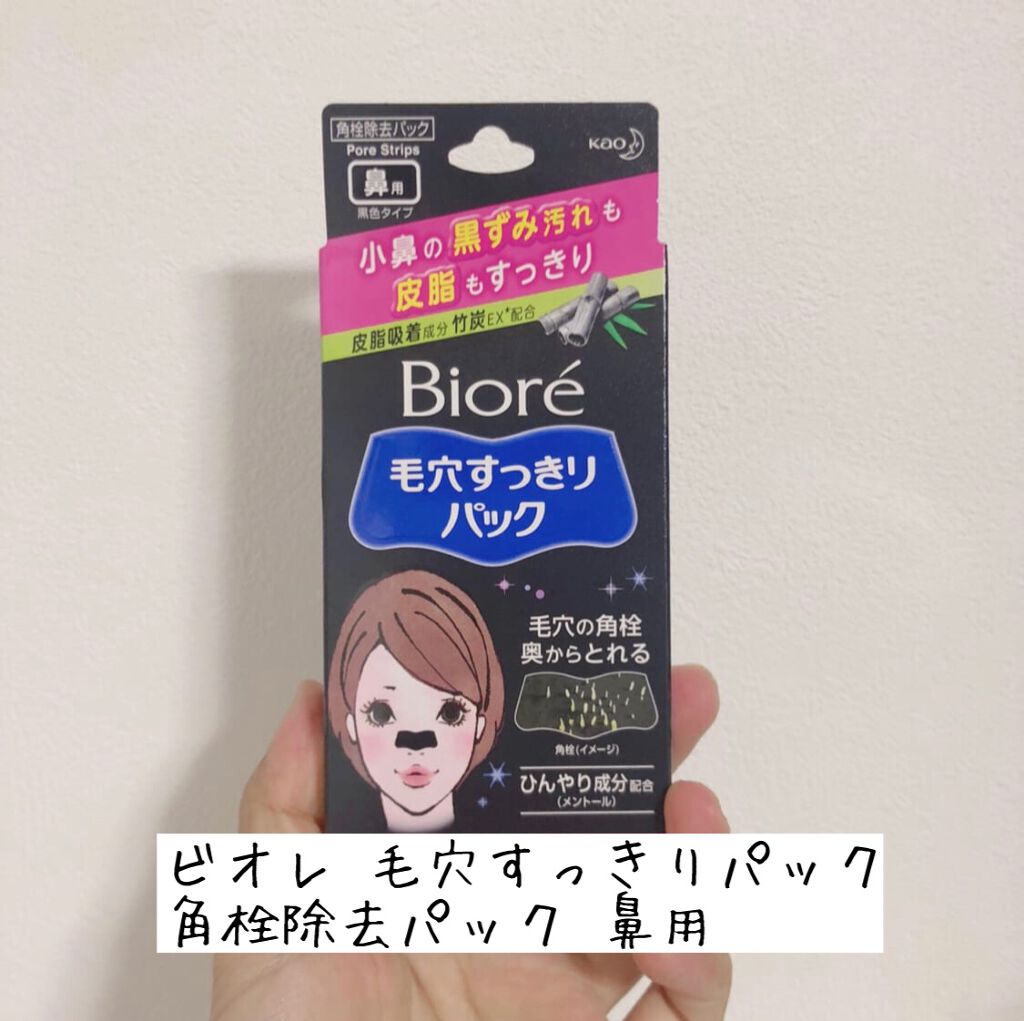 角栓除去パック
Pore Strips
鼻用
黒色タイプ
Kao
小鼻の黒ずみ汚れも
皮脂もすっきり
皮脂吸着成分 竹炭EX*配合
Bioré
毛穴すっきり
パック
毛穴の角栓
奥からとれる
角栓(イメージ)
ひんやり成分配合
(メントール)
ビオレ 毛穴すっきりパック
角栓除去パック 鼻用